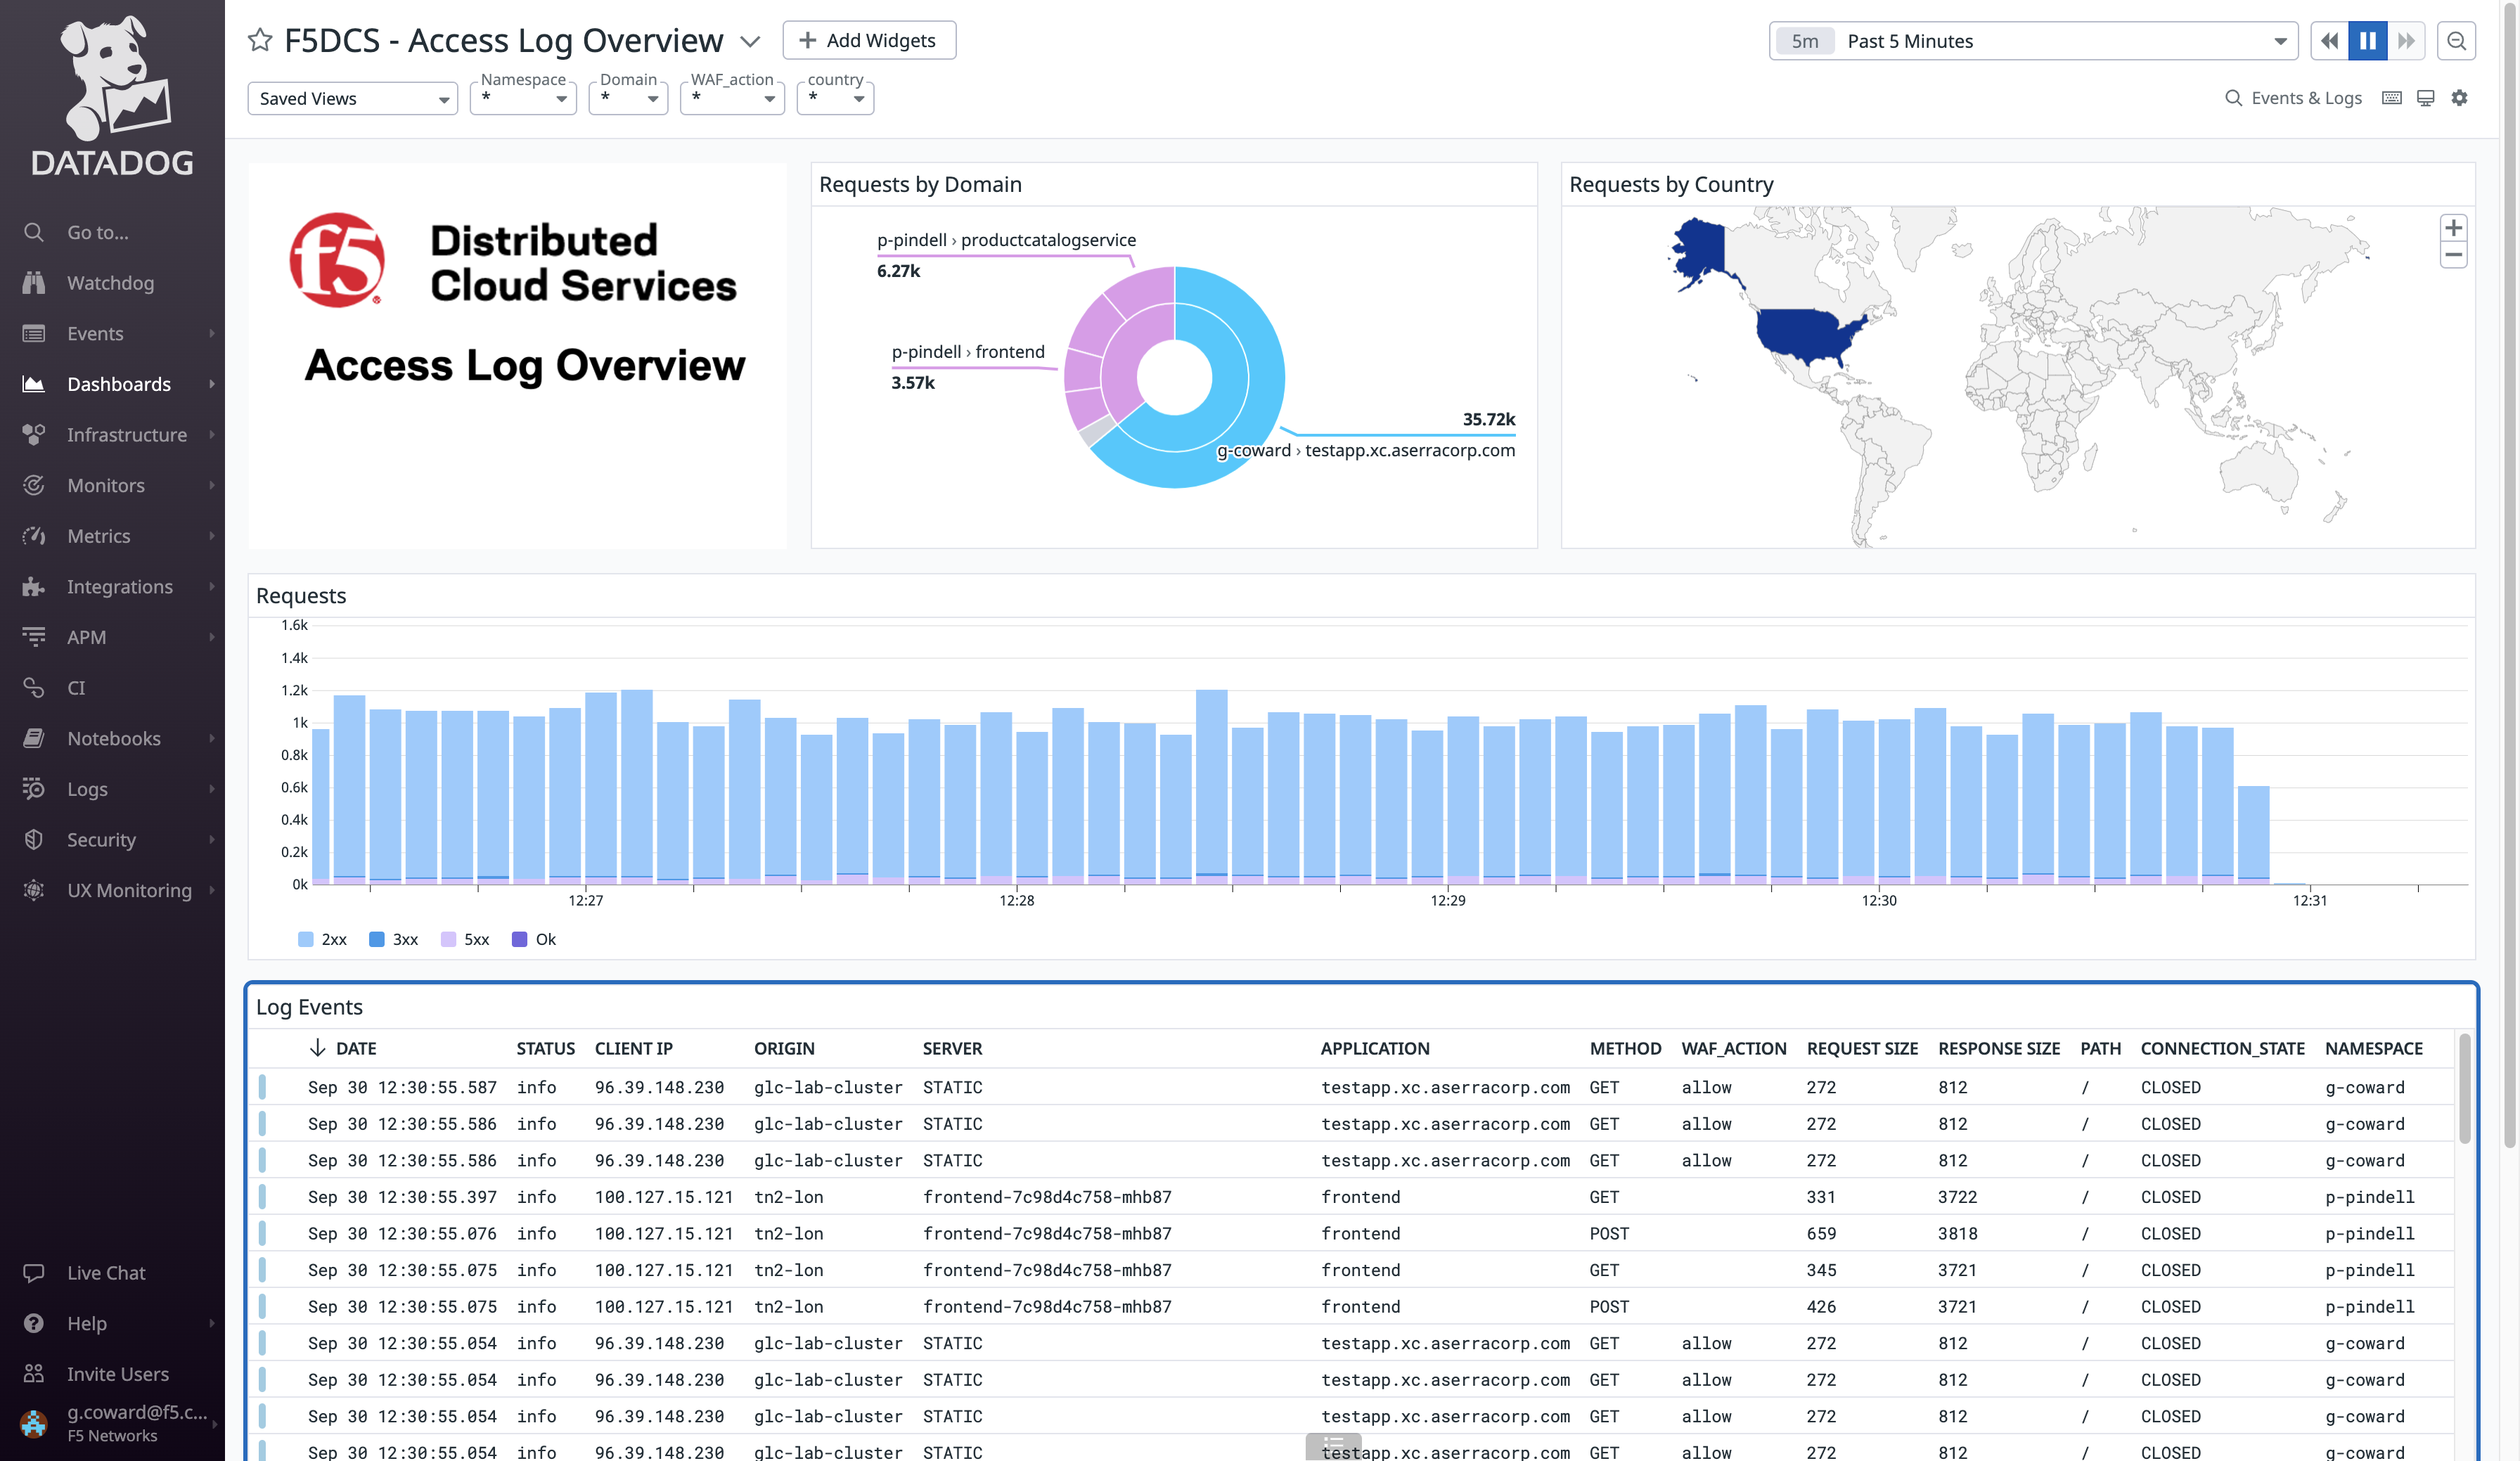 DATADOG
Go to...
Watchdog
Events
Dashboards
Infrastructure
Monitors
Metrics
Integrations
APM
CI
Notebooks
Logs
Security
UX Monitoring
Live Chat
Help
Invite Users
g.coward@f5.c...
F5 Networks
F5DCS - Access Log Overview
Add Widgets
5m Past 5 Minutes
Saved Views
Namespace
*
Domain
*
WAF_action
*
country
*
Events & Logs
f5
Distributed
Cloud Services
Access Log Overview
Requests by Domain
p-pindell › productcatalogservice
6.27k
p-pindell › frontend
3.57k
35.72k
g-coward › testapp.xc.aserracorp.com
Requests by Country
+
−
Requests
1.6k
1.4k
1.2k
1k
0.8k
0.6k
0.4k
0.2k
0k
12:27 12:28 12:29 12:30 12:31
2xx 3xx 5xx Ok
Log Events
DATE STATUS CLIENT IP ORIGIN SERVER APPLICATION METHOD WAF_ACTION REQUEST SIZE RESPONSE SIZE PATH CONNECTION_STATE NAMESPACE
Sep 30 12:30:55.587 info 96.39.148.230 glc-lab-cluster STATIC testapp.xc.aserracorp.com GET allow 272 812 / CLOSED g-coward
Sep 30 12:30:55.586 info 96.39.148.230 glc-lab-cluster STATIC testapp.xc.aserracorp.com GET allow 272 812 / CLOSED g-coward
Sep 30 12:30:55.586 info 96.39.148.230 glc-lab-cluster STATIC testapp.xc.aserracorp.com GET allow 272 812 / CLOSED g-coward
Sep 30 12:30:55.397 info 100.127.15.121 tn2-lon frontend-7c98d4c758-mhb87 frontend GET 331 3722 / CLOSED p-pindell
Sep 30 12:30:55.076 info 100.127.15.121 tn2-lon frontend-7c98d4c758-mhb87 frontend POST 659 3818 / CLOSED p-pindell
Sep 30 12:30:55.075 info 100.127.15.121 tn2-lon frontend-7c98d4c758-mhb87 frontend GET 345 3721 / CLOSED p-pindell
Sep 30 12:30:55.075 info 100.127.15.121 tn2-lon frontend-7c98d4c758-mhb87 frontend POST 426 3721 / CLOSED p-pindell
Sep 30 12:30:55.054 info 96.39.148.230 glc-lab-cluster STATIC testapp.xc.aserracorp.com GET allow 272 812 / CLOSED g-coward
Sep 30 12:30:55.054 info 96.39.148.230 glc-lab-cluster STATIC testapp.xc.aserracorp.com GET allow 272 812 / CLOSED g-coward
Sep 30 12:30:55.054 info 96.39.148.230 glc-lab-cluster STATIC testapp.xc.aserracorp.com GET allow 272 812 / CLOSED g-coward
Sep 30 12:30:55.054 info 96.39.148.230 glc-lab-cluster STATIC testapp.xc.aserracorp.com GET allow 272 812 / CLOSED g-coward